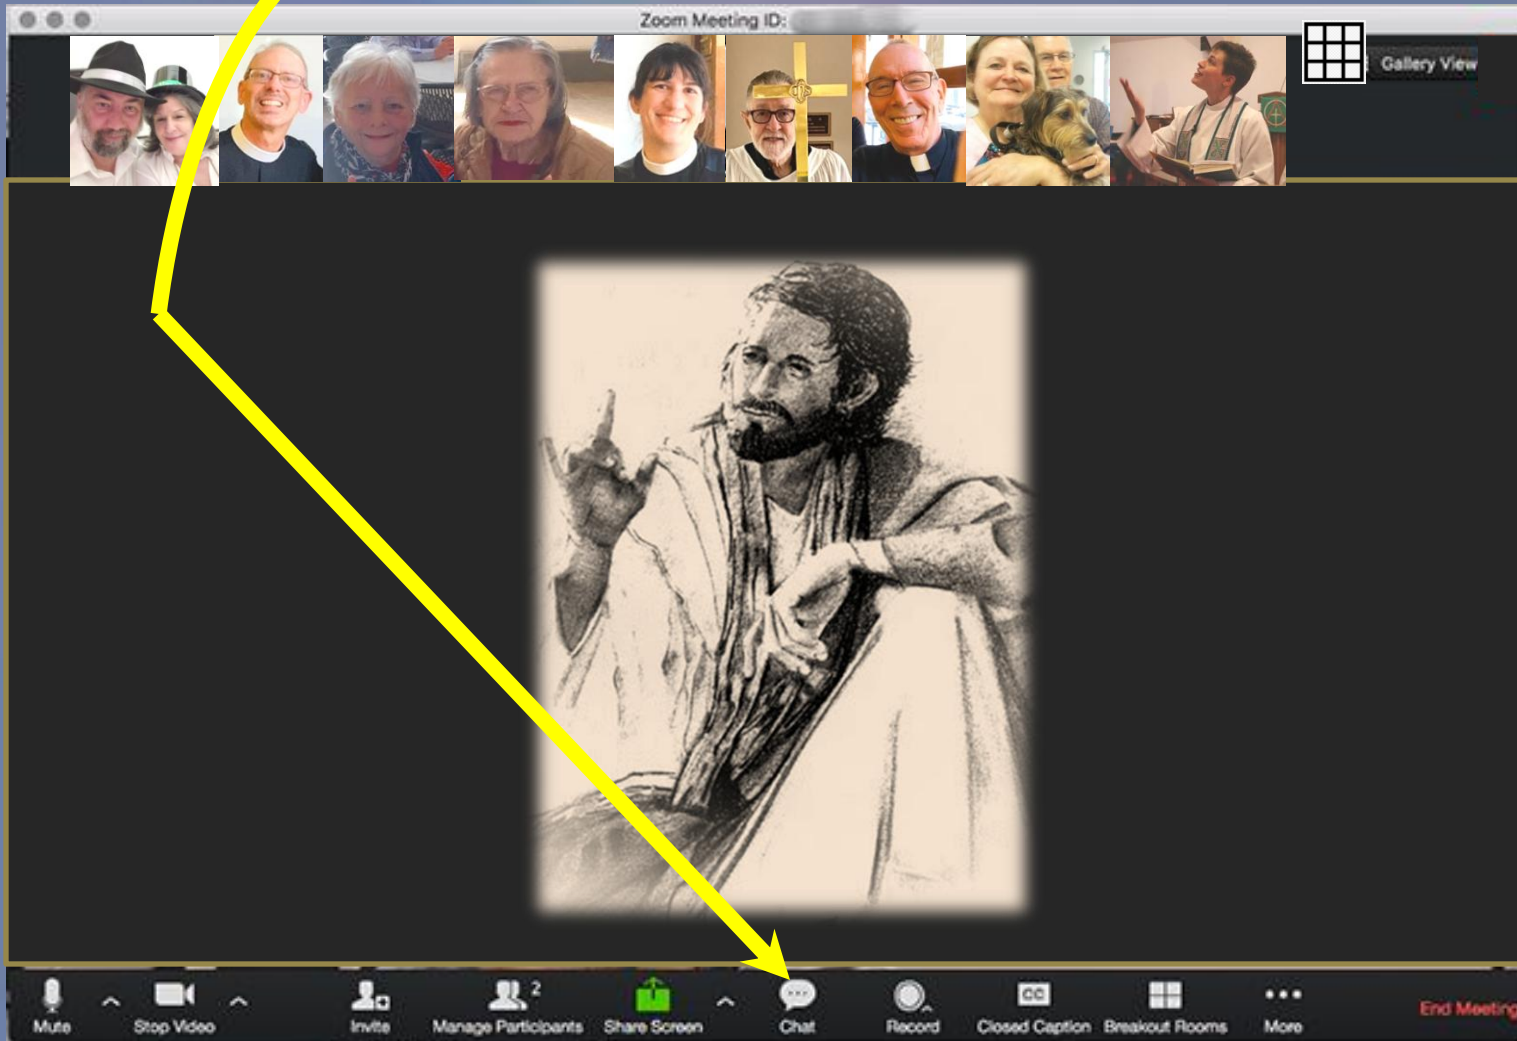 Zoom Meeting ID:
Gallery View
2
Mute
Stop Video
Invite
Manage Participants
Share Screen
Chat
CC
Record
Closed Caption
Breakout Rooms
More
End Meeting